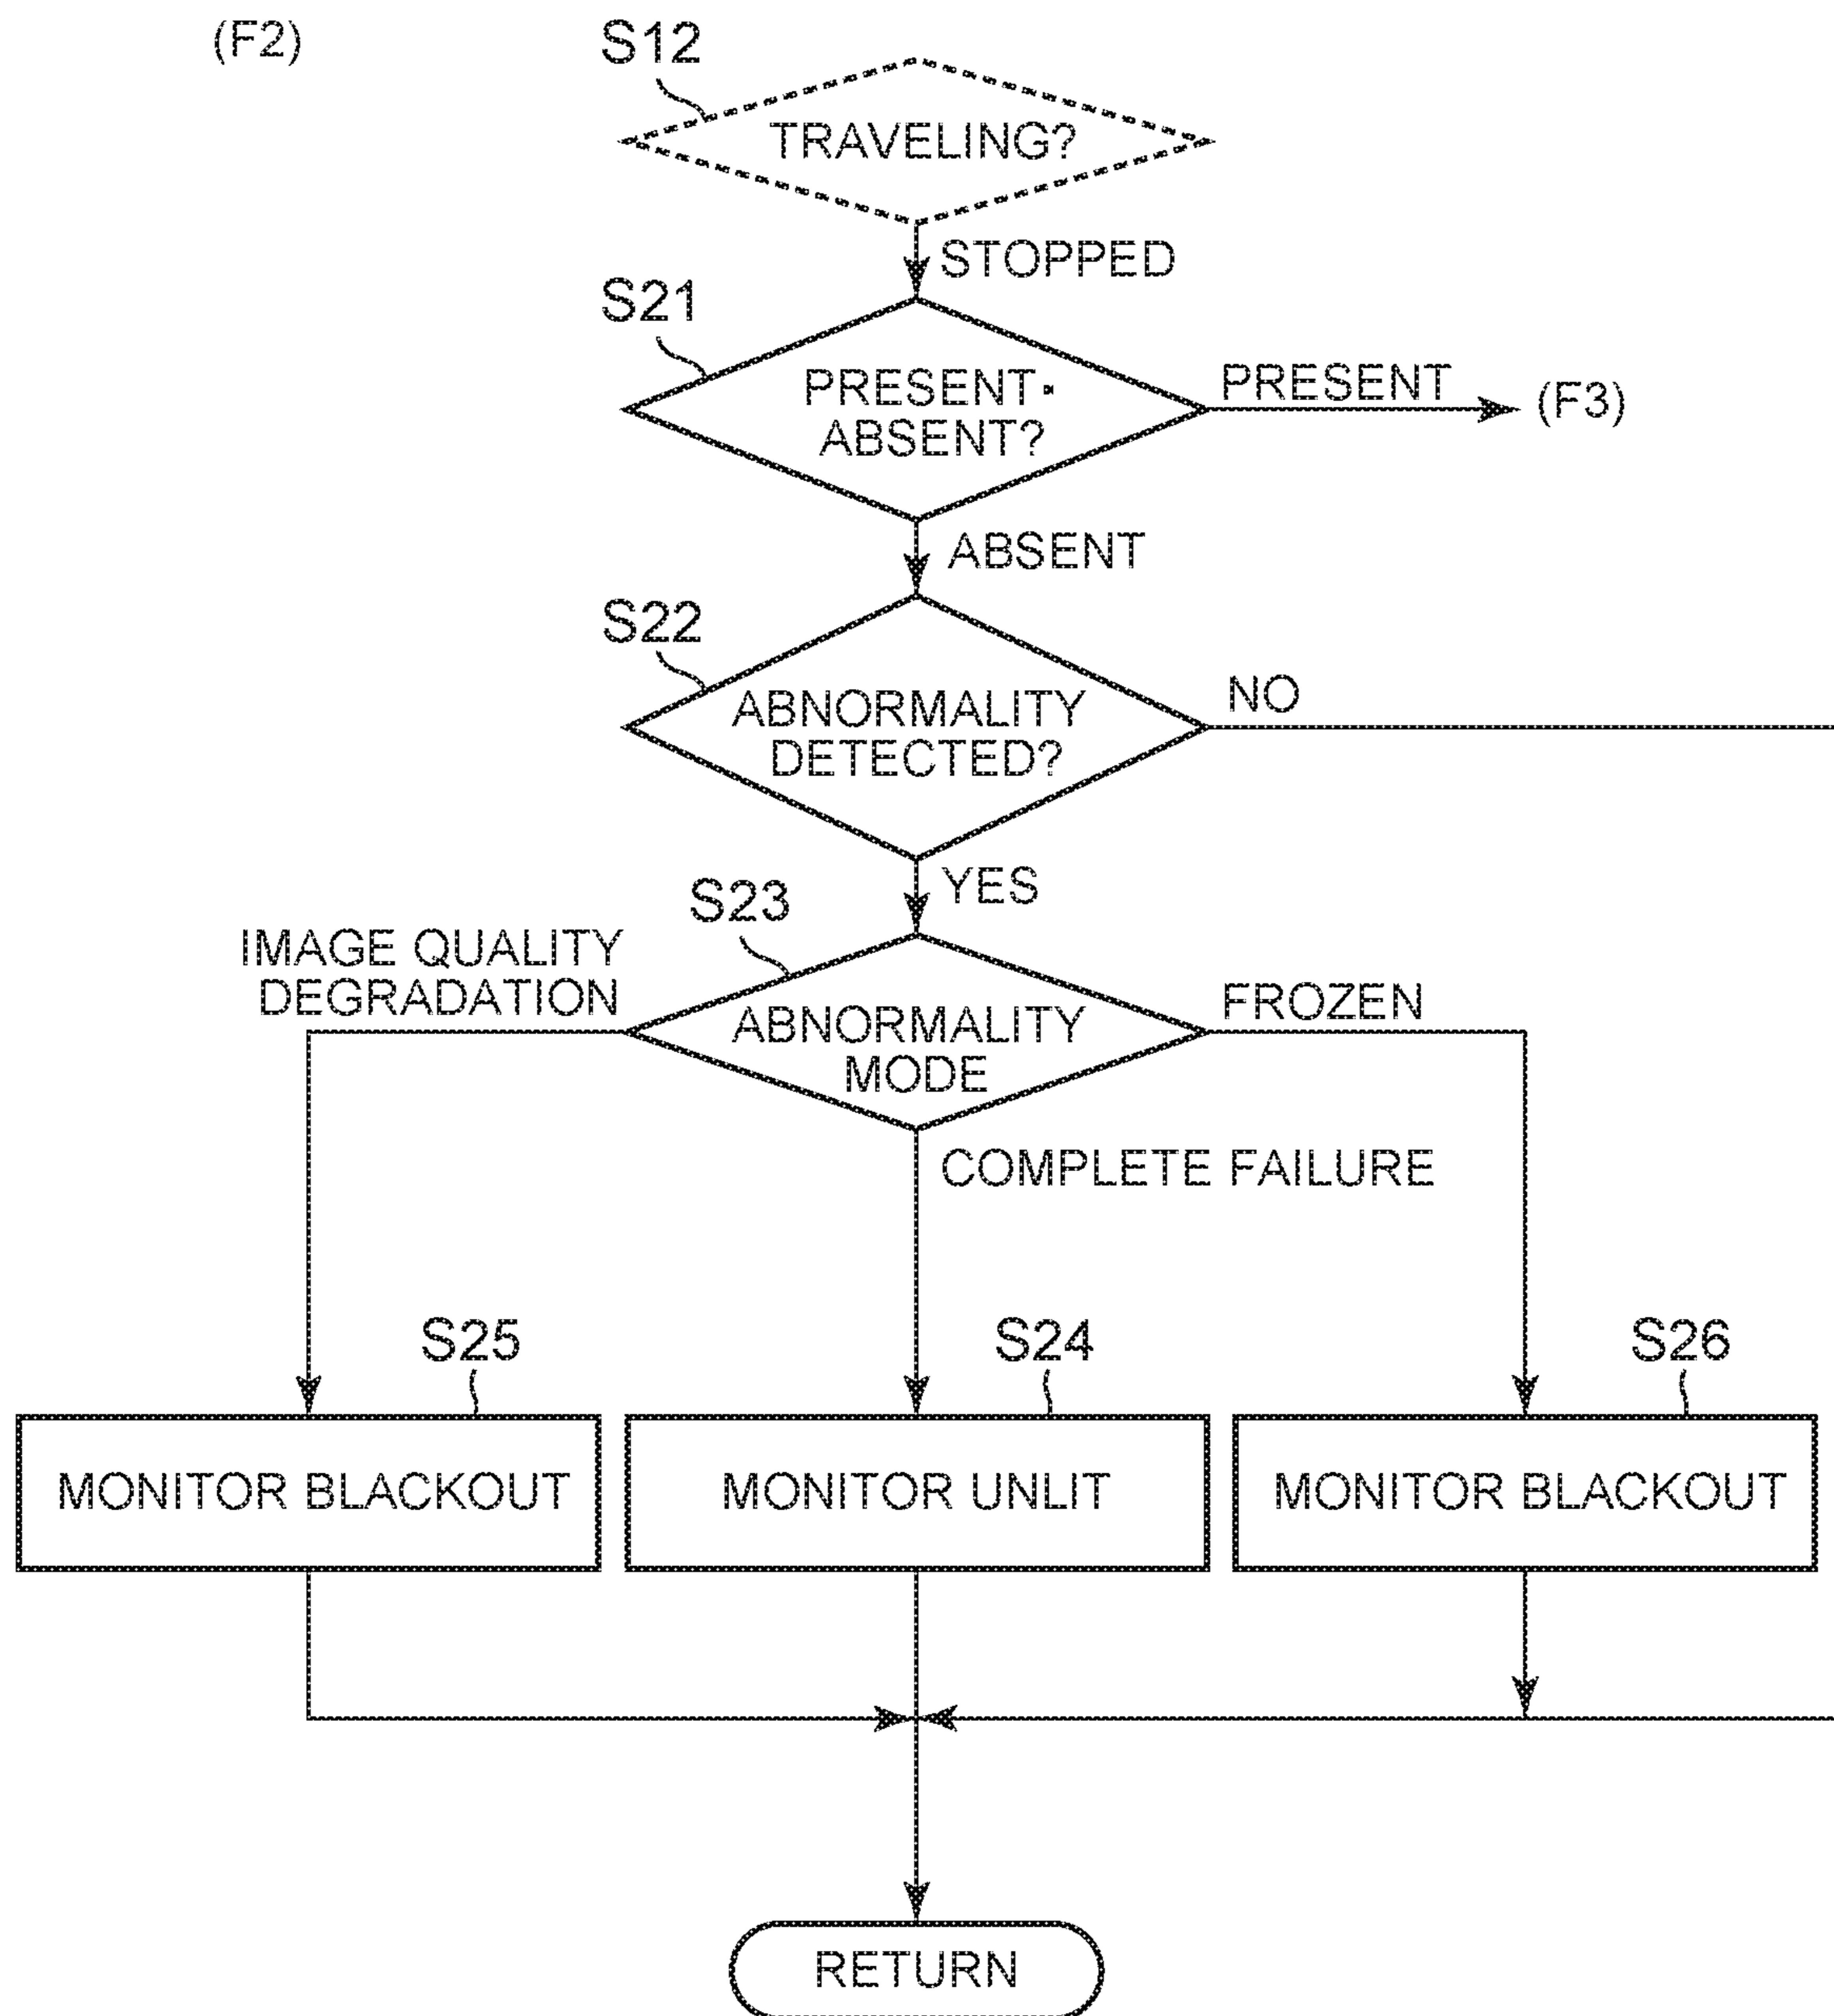 (F2)
S12
TRAVELING?
STOPPED
S21
PRESENT·
ABSENT?
PRESENT
(F3)
ABSENT
S22
ABNORMALITY
DETECTED?
NO
YES
S23
IMAGE QUALITY
DEGRADATION
ABNORMALITY
MODE
FROZEN
COMPLETE FAILURE
S25
S24
S26
MONITOR BLACKOUT
MONITOR UNLIT
MONITOR BLACKOUT
RETURN